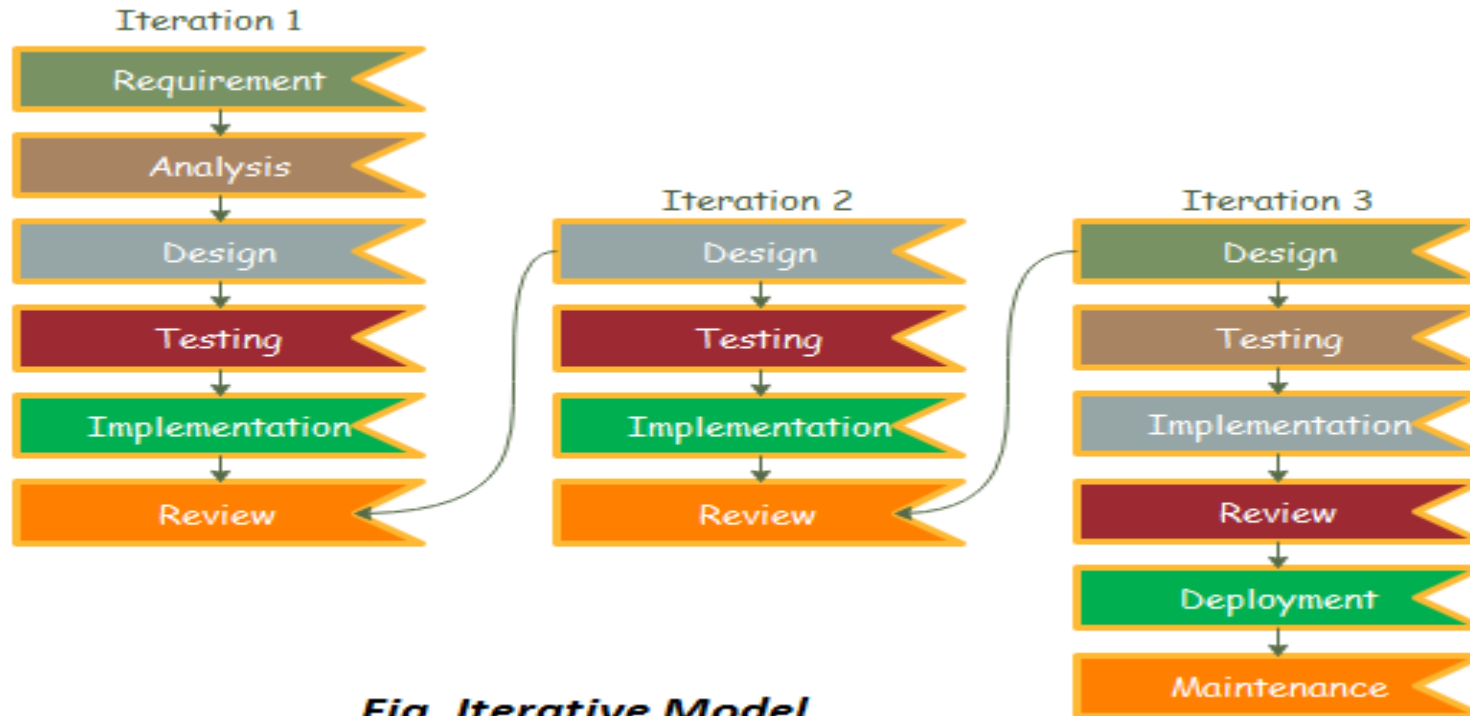 Iteration 1
Requirement
Analysis
Design
Testing
Implementation
Review
Iteration 2
Design
Testing
Implementation
Review
Iteration 3
Design
Testing
Implementation
Review
Deployment
Maintenance
Fig. Iterative Model